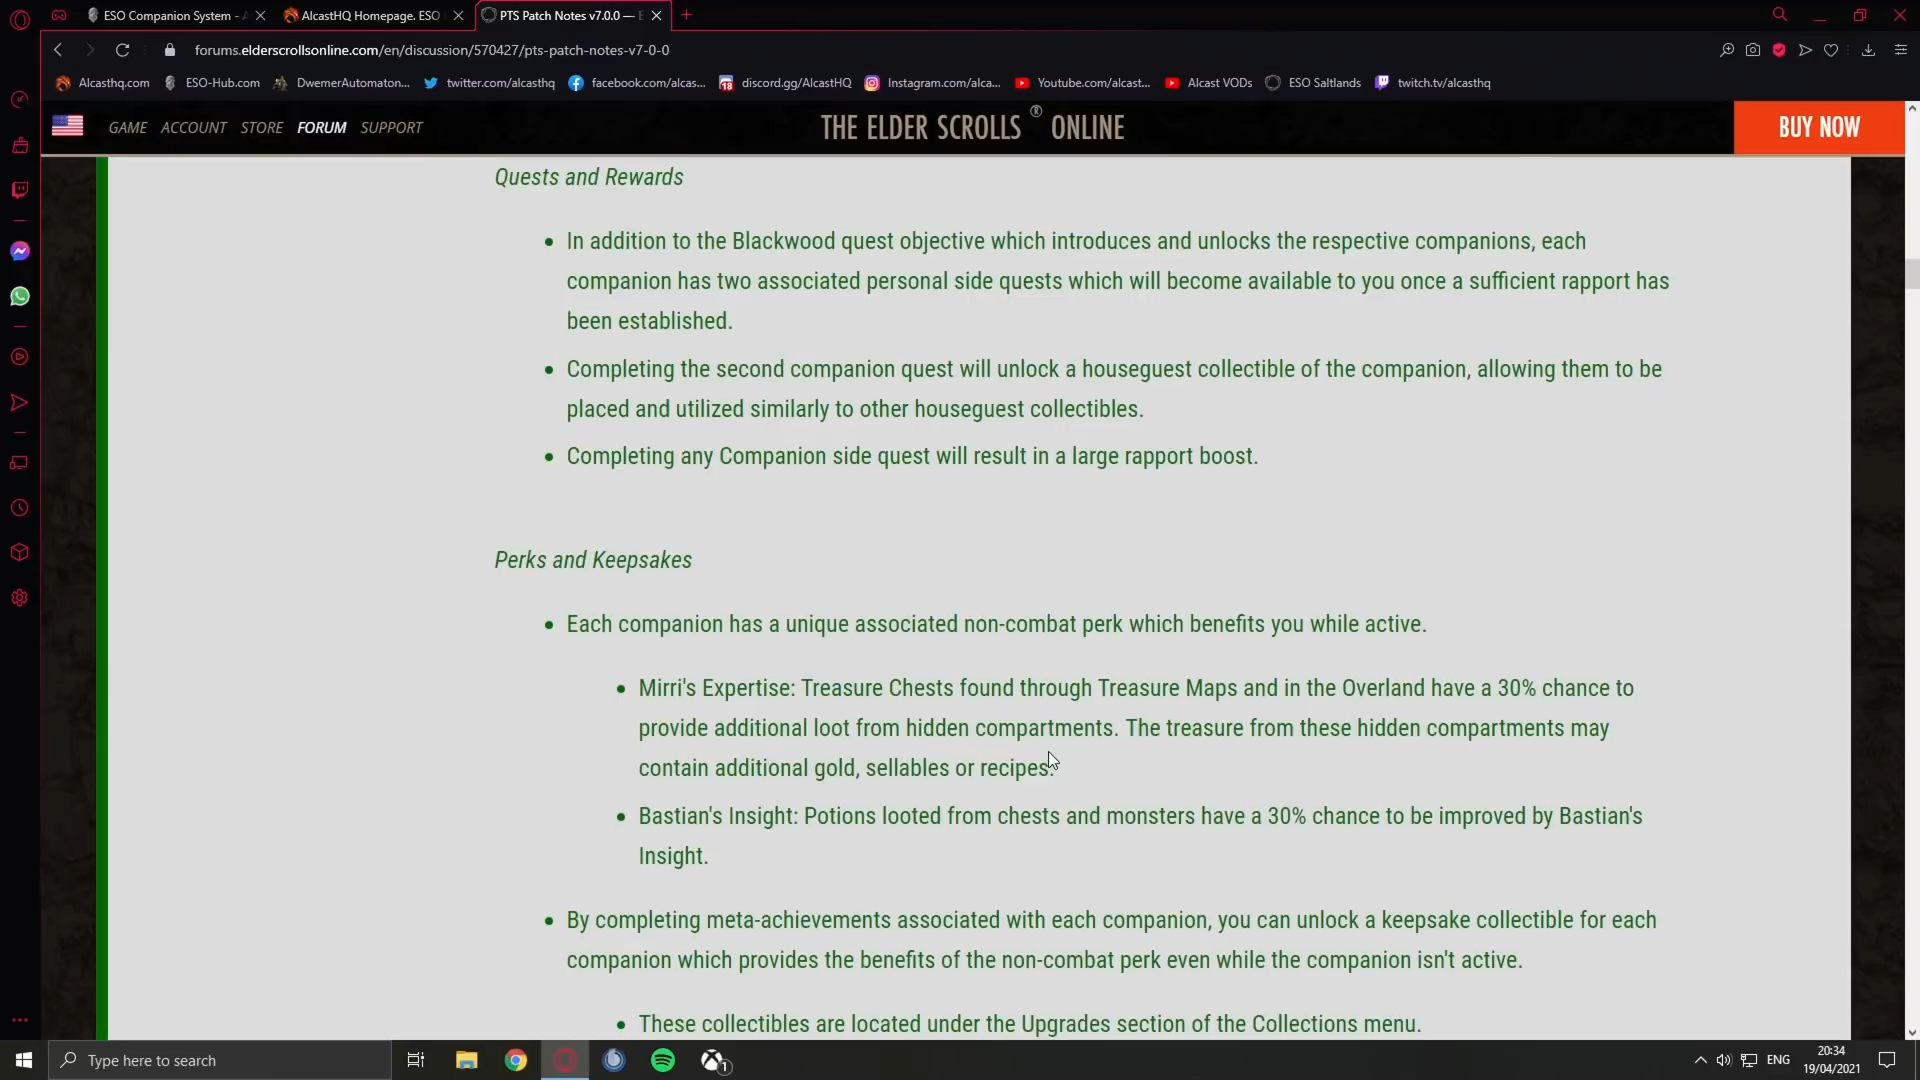 ESO Companion System - A
AlcastHQ Homepage. ESO
PTS Patch Notes v7.0.0 — E
forums.elderscrollsonline.com/en/discussion/570427/pts-patch-notes-v7-0-0
Alcasthq.com
ESO-Hub.com
DwemerAutomaton...
twitter.com/alcasthq
facebook.com/alcas...
18
discord.gg/AlcastHQ
Instagram.com/alca...
Youtube.com/alcast...
Alcast VODs
ESO Saltlands
twitch.tv/alcasthq
GAME ACCOUNT STORE FORUM SUPPORT
THE ELDER SCROLLS ® ONLINE
BUY NOW
Quests and Rewards
• In addition to the Blackwood quest objective which introduces and unlocks the respective companions, each
companion has two associated personal side quests which will become available to you once a sufficient rapport has
been established.
• Completing the second companion quest will unlock a houseguest collectible of the companion, allowing them to be
placed and utilized similarly to other houseguest collectibles.
• Completing any Companion side quest will result in a large rapport boost.
Perks and Keepsakes
• Each companion has a unique associated non-combat perk which benefits you while active.
• Mirri's Expertise: Treasure Chests found through Treasure Maps and in the Overland have a 30% chance to
provide additional loot from hidden compartments. The treasure from these hidden compartments may
contain additional gold, sellables or recipes.
• Bastian's Insight: Potions looted from chests and monsters have a 30% chance to be improved by Bastian's
Insight.
• By completing meta-achievements associated with each companion, you can unlock a keepsake collectible for each
companion which provides the benefits of the non-combat perk even while the companion isn't active.
• These collectibles are located under the Upgrades section of the Collections menu.
Type here to search
1
ENG
20:34
19/04/2021